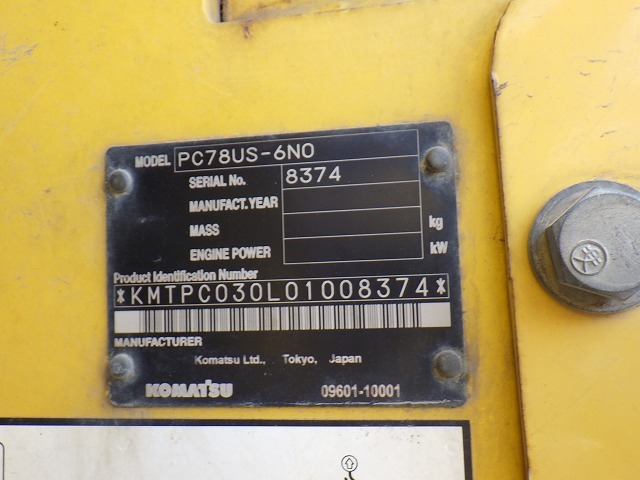 MODEL PC78US-6N0
SERIAL No. 8374
MANUFACT. YEAR
MASS kg
ENGINE POWER kW
Product Identification Number
*KMTPC030L01008374*
MANUFACTURER
Komatsu Ltd., Tokyo, Japan
KOMATSU 09601-10001